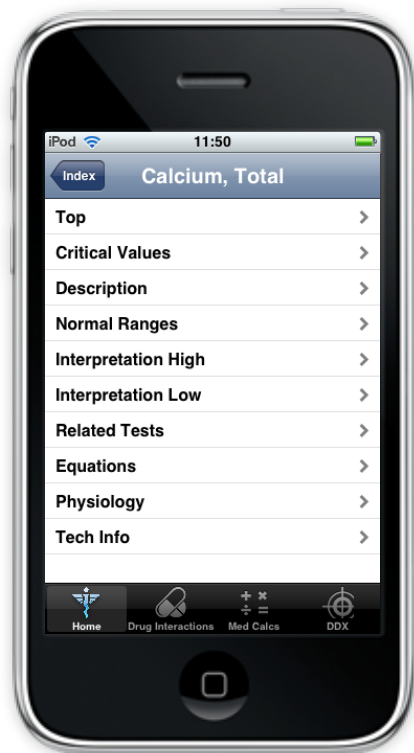 iPod 11:50
Index Calcium, Total
Top
Critical Values
Description
Normal Ranges
Interpretation High
Interpretation Low
Related Tests
Equations
Physiology
Tech Info
Home Drug Interactions Med Calcs DDX